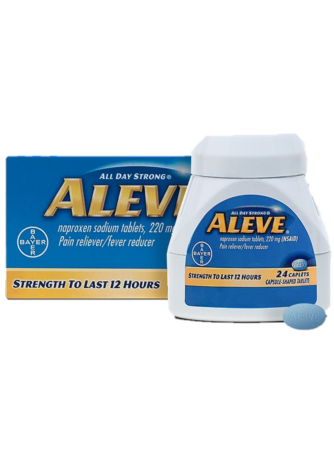 ALL DAY STRONG®
ALEVE
naproxen sodium tablets, 220 mg
Pain reliever/fever reducer
BAYER
BAYER
STRENGTH TO LAST 12 HOURS
ALL DAY STRONG®
ALEVE®
naproxen sodium tablets, 220 mg (NSAID)
Pain reliever/fever reducer
BAYER
BAYER
STRENGTH TO LAST 12 HOURS
24 CAPLETS
CAPSULE-SHAPED TABLETS